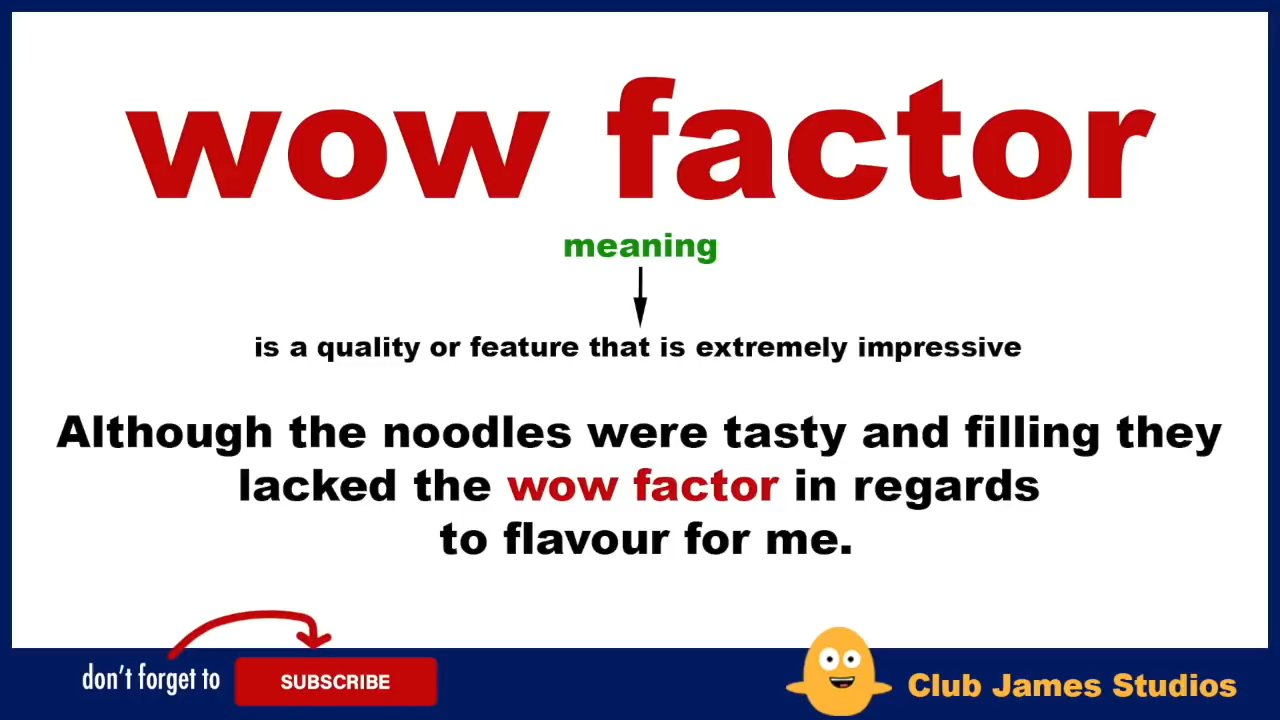 wow factor
meaning
is a quality or feature that is extremely impressive
Although the noodles were tasty and filling they
lacked the wow factor in regards
to flavour for me.
don't forget to SUBSCRIBE
Club James Studios